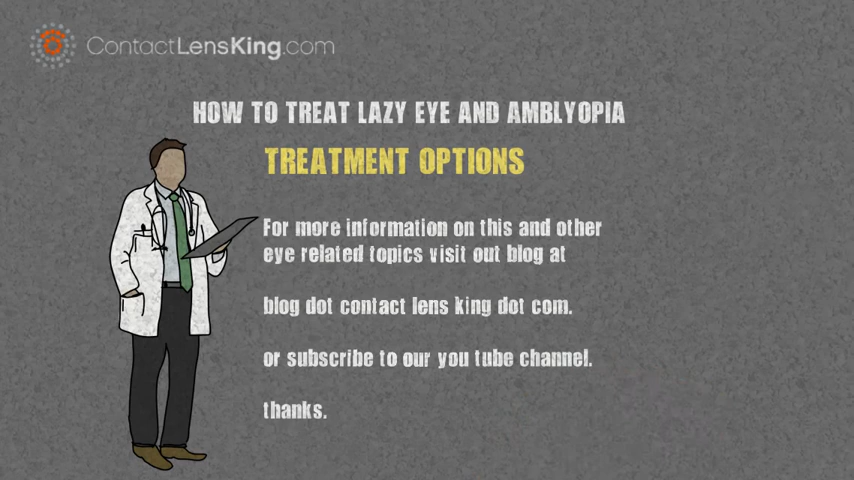 ContactLensKing.com
HOW TO TREAT LAZY EYE AND AMBLYOPIA
TREATMENT OPTIONS
For more information on this and other
eye related topics visit out blog at
blog dot contact lens king dot com.
or subscribe to our you tube channel.
thanks.